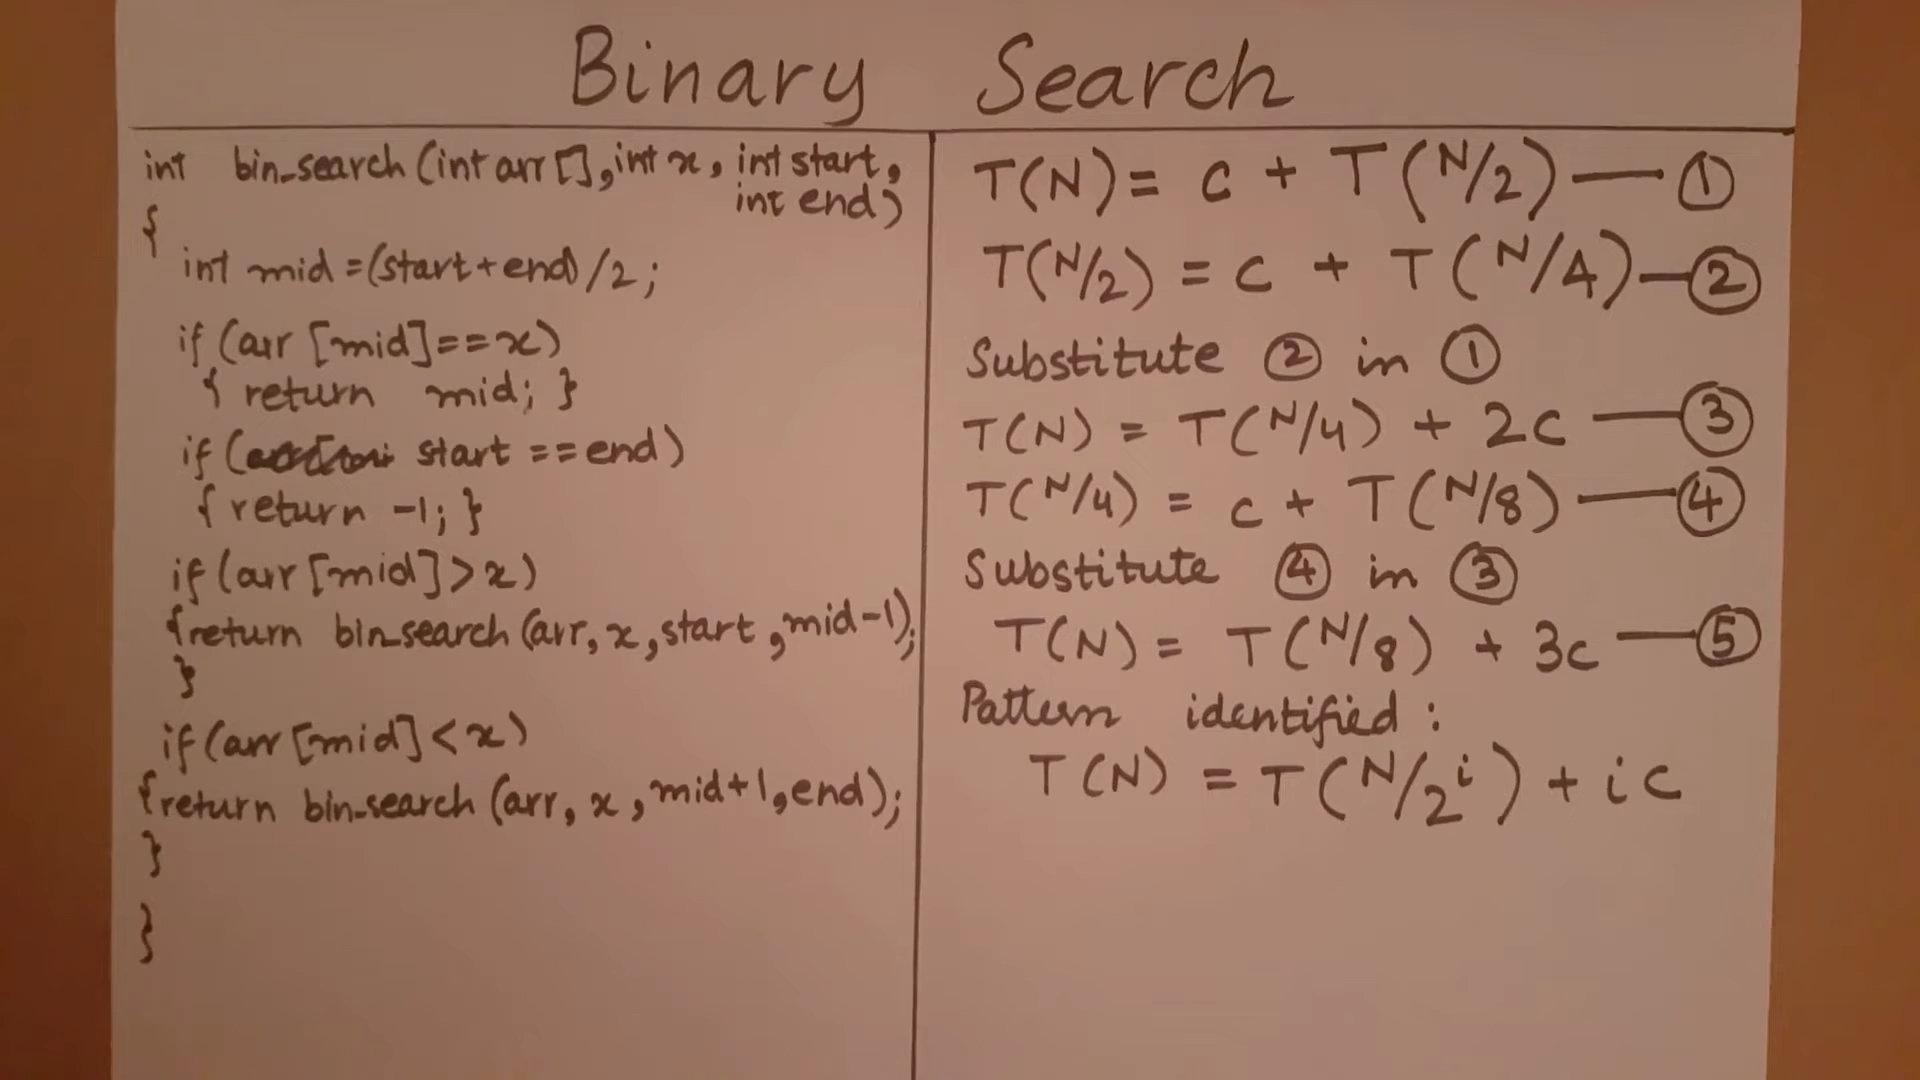 Binary Search
int bin_search (int arr [], int x, int start,
int end)
{
int mid = (start + end) /2;
if (arr [mid] == x)
{ return mid; }
if ( start == end)
{ return -1; }
if (arr [mid] > x)
{return bin_search (arr, x, start, mid-1);
}
if (arr [mid] < x)
{return bin_search (arr, x, mid+1, end);
}
}
T(N) = c + T(N/2) — ①
T(N/2) = c + T(N/4) — ②
Substitute ② in ①
T(N) = T(N/4) + 2c — ③
T(N/4) = c + T(N/8) — ④
Substitute ④ in ③
T(N) = T(N/8) + 3c — ⑤
Pattern identified :
T(N) = T(N/2ⁱ) + ic